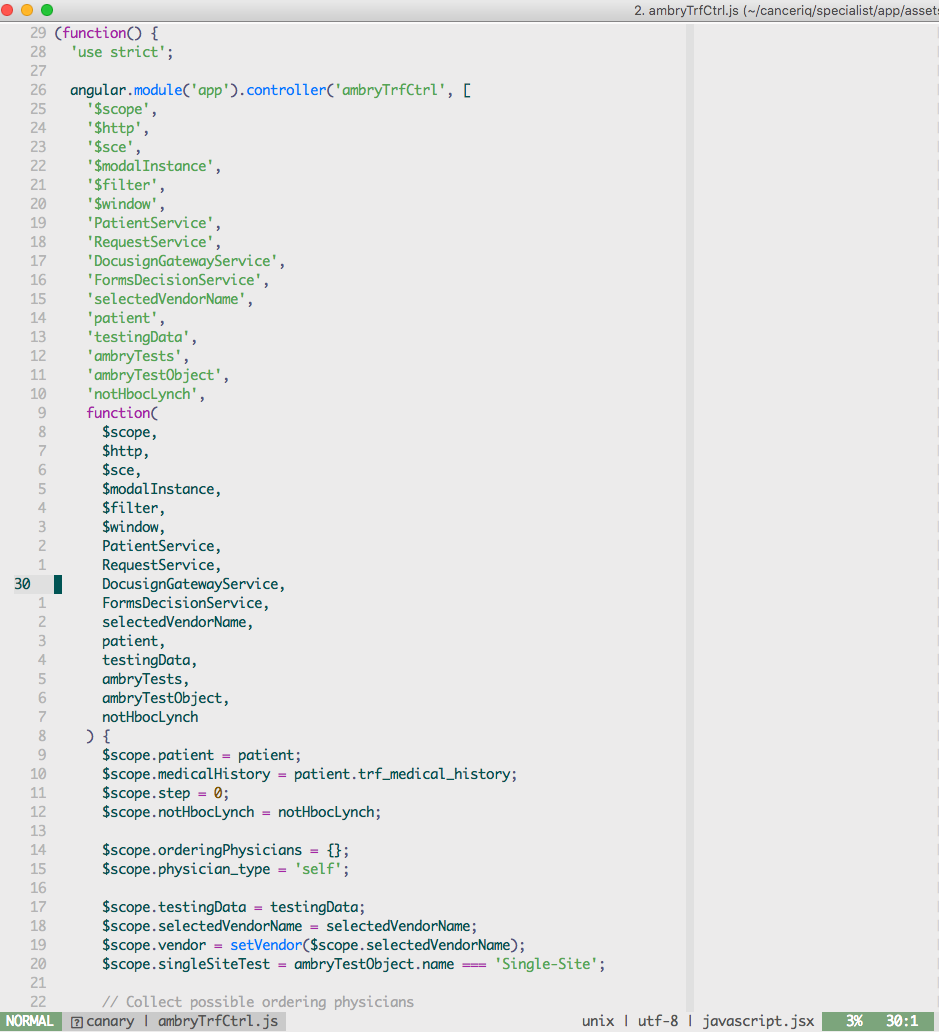 2. ambryTrfCtrl.js (~/canceriq/specialist/app/assets
29 (function() {
28   'use strict';
27
26   angular.module('app').controller('ambryTrfCtrl', [
25     '$scope',
24     '$http',
23     '$sce',
22     '$modalInstance',
21     '$filter',
20     '$window',
19     'PatientService',
18     'RequestService',
17     'DocusignGatewayService',
16     'FormsDecisionService',
15     'selectedVendorName',
14     'patient',
13     'testingData',
12     'ambryTests',
11     'ambryTestObject',
10     'notHbocLynch',
9     function(
8       $scope,
7       $http,
6       $sce,
5       $modalInstance,
4       $filter,
3       $window,
2       PatientService,
1       RequestService,
30       DocusignGatewayService,
1       FormsDecisionService,
2       selectedVendorName,
3       patient,
4       testingData,
5       ambryTests,
6       ambryTestObject,
7       notHbocLynch
8     ) {
9       $scope.patient = patient;
10       $scope.medicalHistory = patient.trf_medical_history;
11       $scope.step = 0;
12       $scope.notHbocLynch = notHbocLynch;
13
14       $scope.orderingPhysicians = {};
15       $scope.physician_type = 'self';
16
17       $scope.testingData = testingData;
18       $scope.selectedVendorName = selectedVendorName;
19       $scope.vendor = setVendor($scope.selectedVendorName);
20       $scope.singleSiteTest = ambryTestObject.name === 'Single-Site';
21
22       // Collect possible ordering physicians
NORMAL ? canary | ambryTrfCtrl.js unix | utf-8 | javascript.jsx 3% 30:1